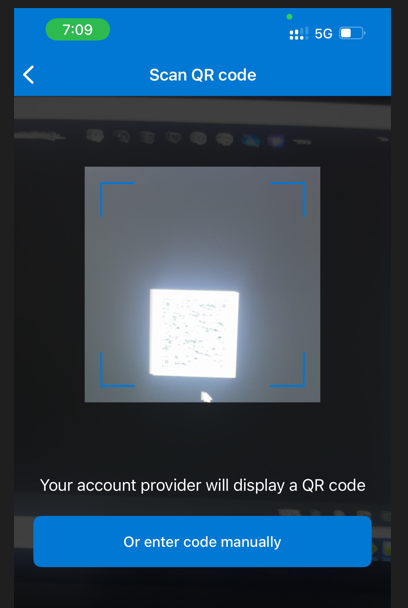 7:09
5G
Scan QR code
Your account provider will display a QR code
Or enter code manually